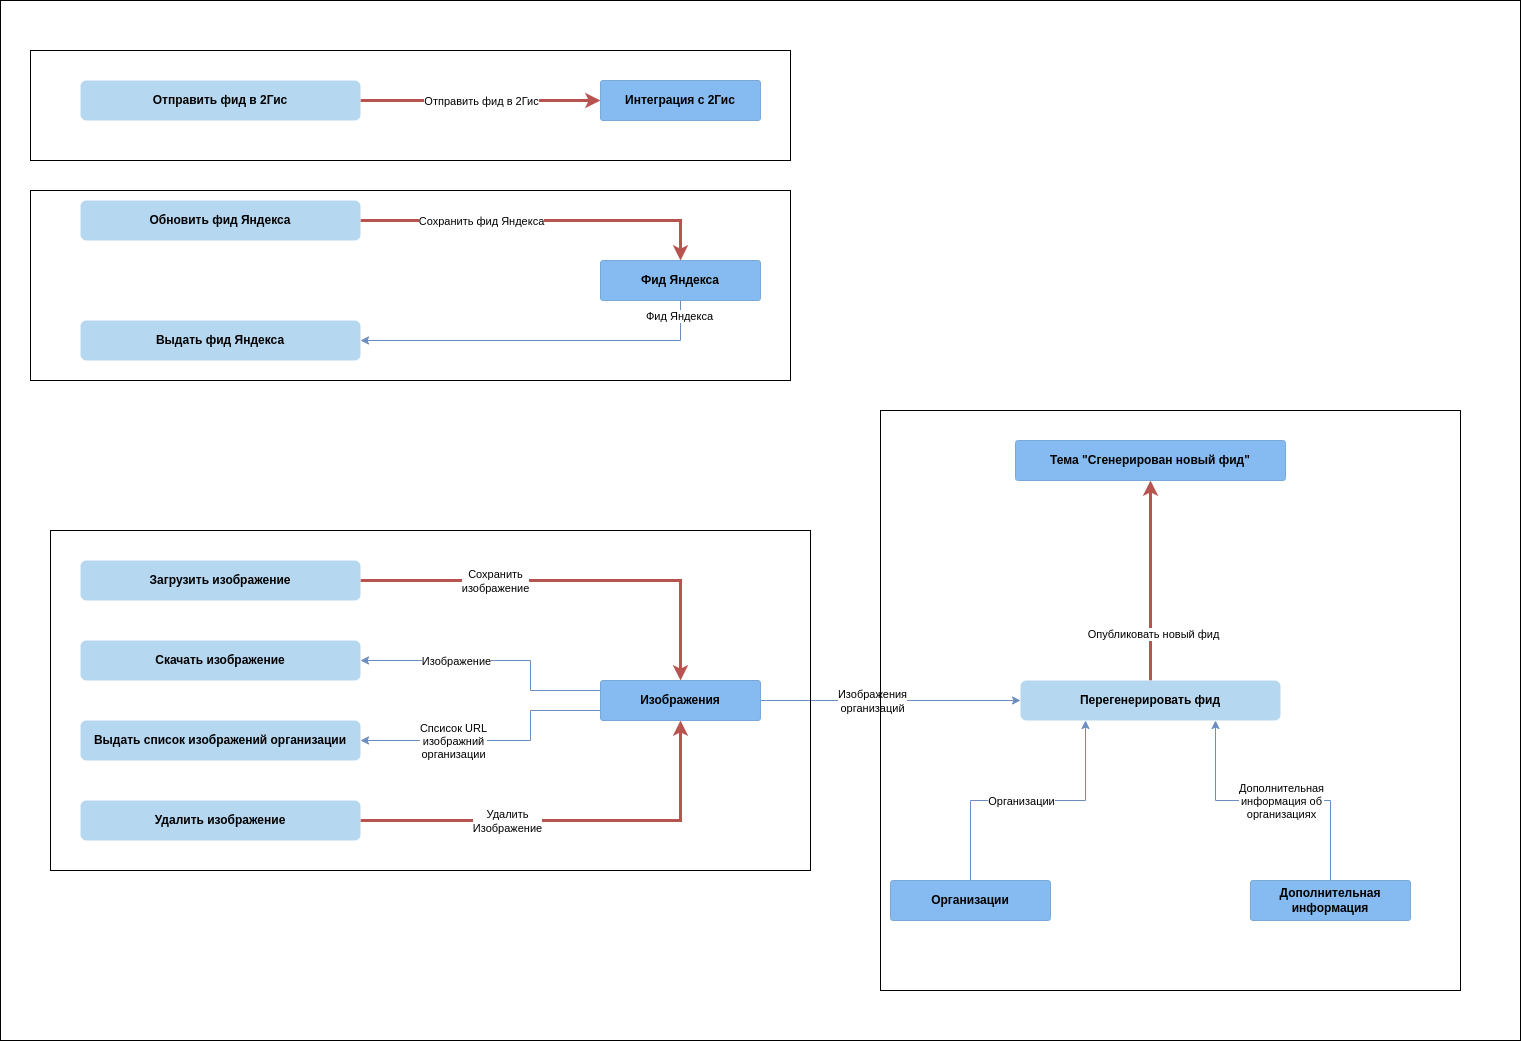 Отправить фид в 2Гис
Отправить фид в 2Гис
Интеграция с 2Гис
Обновить фид Яндекса
Сохранить фид Яндекса
Фид Яндекса
Фид Яндекса
Выдать фид Яндекса
Тема "Сгенерирован новый фид"
Опубликовать новый фид
Перегенерировать фид
Загрузить изображение
Сохранить
изображение
Скачать изображение
Изображение
Изображения
Изображения
организаций
Выдать список изображений организации
Спсисок URL
изображний
организации
Удалить изображение
Удалить
Изображение
Организации
Дополнительная
информация об
организациях
Организации
Дополнительная
информация